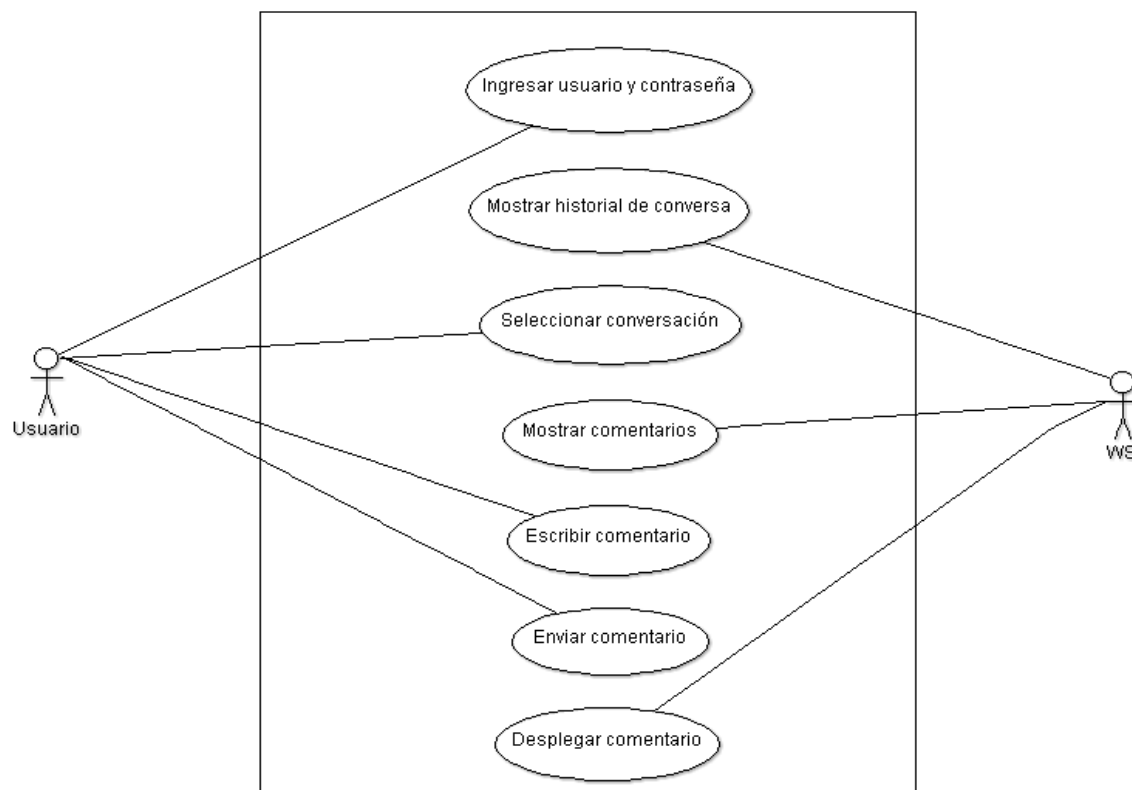 Ingresar usuario y contraseña
Mostrar historial de conversa
Seleccionar conversación
Usuario
Mostrar comentarios
WS
Escribir comentario
Enviar comentario
Desplegar comentario